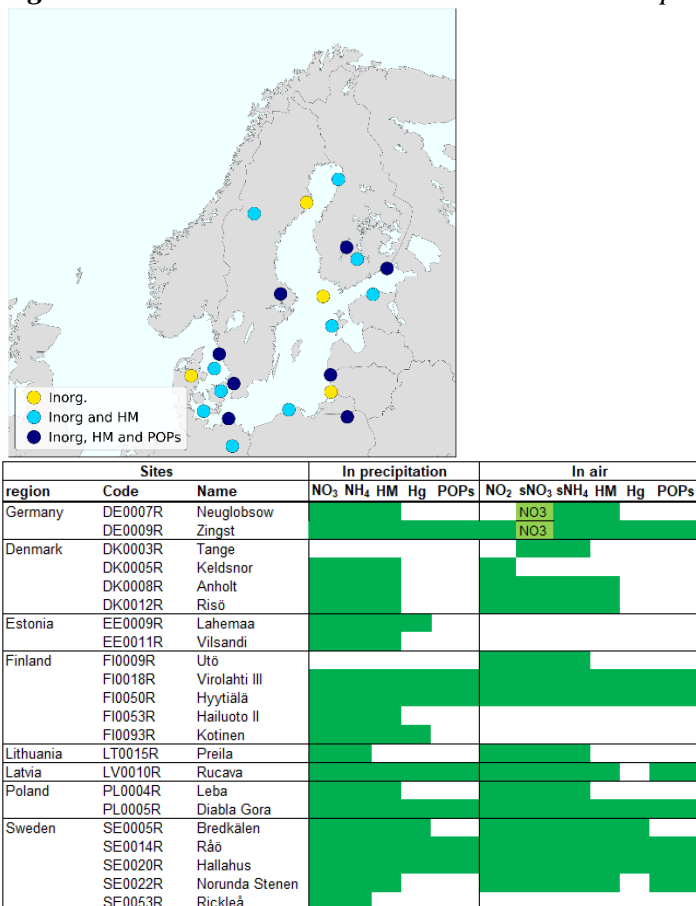 Inorg.
Inorg and HM
Inorg, HM and POPs
Sites In precipitation In air
region Code Name NO3 NH4 HM Hg POPs NO2 sNO3 sNH4 HM Hg POPs
Germany DE0007R Neuglobsow NO3
DE0009R Zingst NO3
Denmark DK0003R Tange
DK0005R Keldsnor
DK0008R Anholt
DK0012R Risö
Estonia EE0009R Lahemaa
EE0011R Vilsandi
Finland FI0009R Utö
FI0018R Virolahti III
FI0050R Hyytiälä
FI0053R Hailuoto II
FI0093R Kotinen
Lithuania LT0015R Preila
Latvia LV0010R Rucava
Poland PL0004R Leba
PL0005R Diabla Gora
Sweden SE0005R Bredkälen
SE0014R Råö
SE0020R Hallahus
SE0022R Norunda Stenen
SE0053R Rickleå